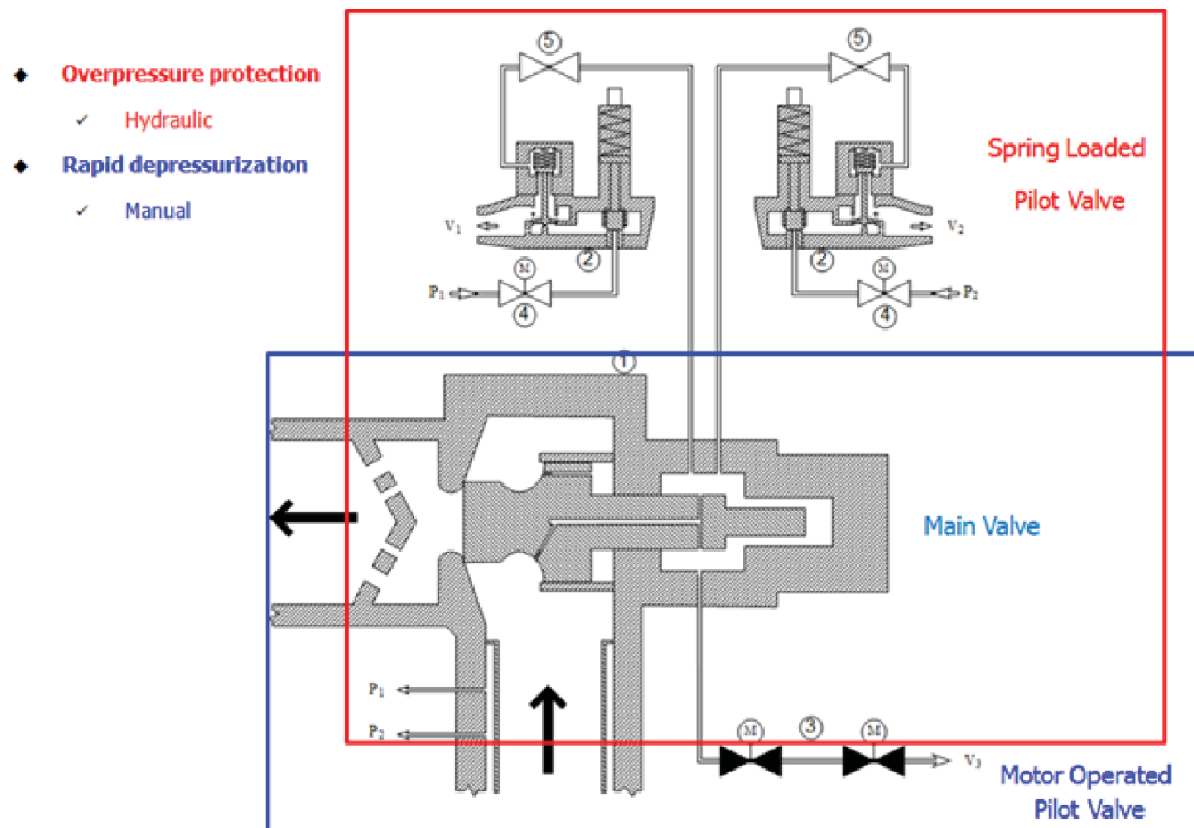 Overpressure protection
Hydraulic
Rapid depressurization
Manual
5
5
Spring Loaded
Pilot Valve
V1
V2
2
2
M
M
P1
P2
4
4
1
Main Valve
P1
P2
M
3
M
V3
Motor Operated
Pilot Valve